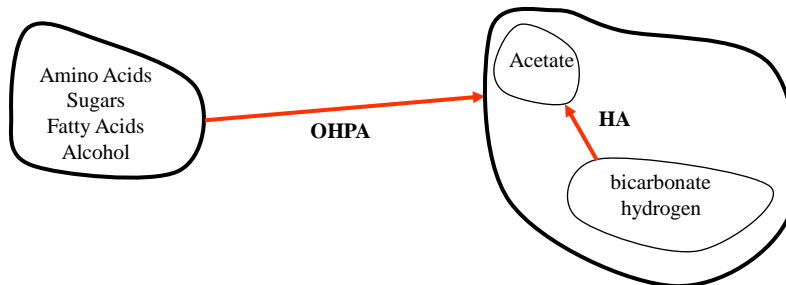 Amino Acids
Sugars
Fatty Acids
Alcohol
OHPA
Acetate
HA
bicarbonate
hydrogen